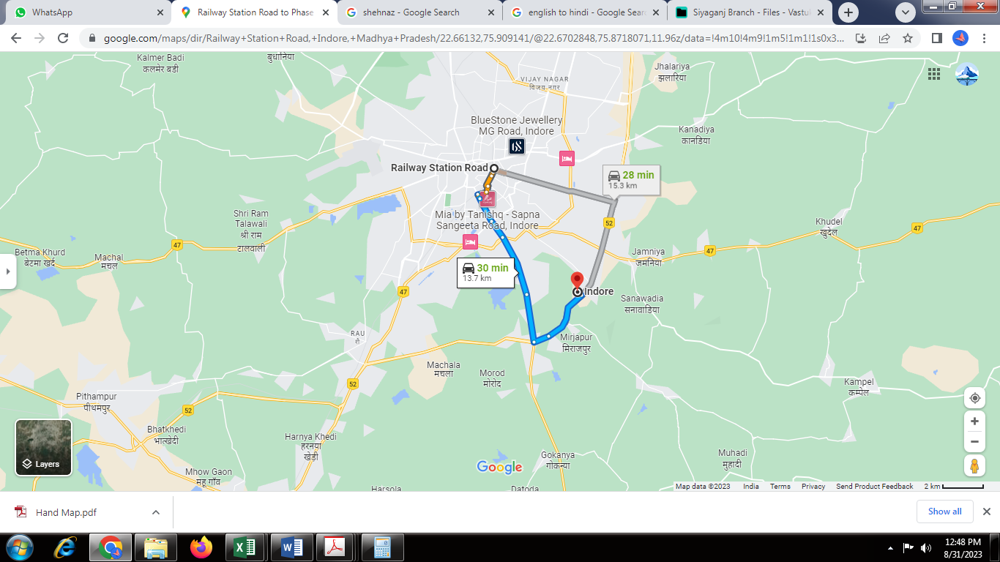 WhatsApp
Railway Station Road to Phase
shehnaz - Google Search
english to hindi - Google Sear
Siyaganj Branch - Files - Vastu
google.com/maps/dir/Railway+Station+Road,+Indore,+Madhya+Pradesh/22.66132,75.909141/@22.6702848,75.8718071,11.96z/data=!4m10!4m9!1m5!1m1!1s0x3...
Kalmer Badi
कलमेर बडी
बुधानिया
VIJAY NAGAR
विजय नगर
Jhalariya
झलारिया
BlueStone Jewellery
MG Road, Indore
Kanadiya
कानडिया
Railway Station Road
28 min
15.3 km
Mia by Tanishq - Sapna
Sangeeta Road, Indore
Shri Ram
Talawali
श्री राम
टालवाली
52
Khudel
खुदेल
47
47
Betma Khurd
बेटमा खर्द
Machal
मचल
47
Jamniya
जमनिया
30 min
13.7 km
47
Indore
Sanawadia
सनावाडिया
RAU
रौ
Mirjapur
मिराजपुर
Machala
मचला
Morod
मोरोद
52
Kampel
कम्पेल
Pithampur
पीथमपुर
52
Bhatkhedi
भात्खेदी
Harnya Khedi
हरनया
खेड़ी
Layers
Google
Gokanya
गोकन्या
Muhadi
मुहादी
Mhow Gaon
महू गाँव
Harsola
Datoda
Map data ©2023
India
Terms
Privacy
Send Product Feedback
2 km
Hand Map.pdf
Show all
12:48 PM
8/31/2023